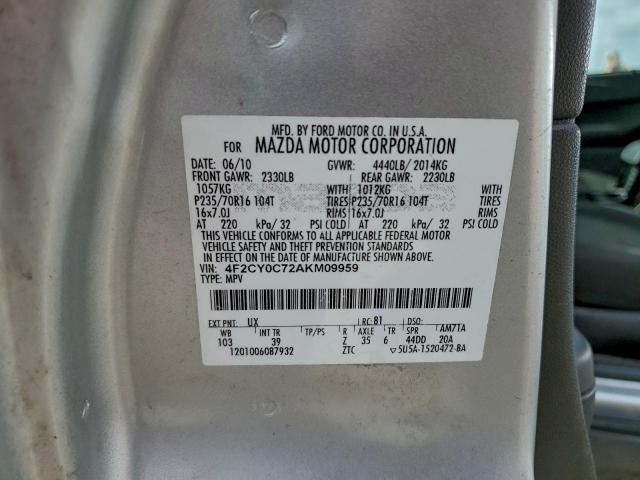 MFD. BY FORD MOTOR CO. IN U.S.A.
FOR MAZDA MOTOR CORPORATION
DATE: 06/10 GVWR: 4440LB/ 2014KG
FRONT GAWR: 2330LB REAR GAWR: 2230LB
1057KG WITH 1012KG WITH
P235/70R16 104T TIRES P235/70R16 104T TIRES
16x7.0J RIMS 16x7.0J RIMS
AT 220 kPa/ 32 PSI COLD AT 220 kPa/ 32 PSI COLD
THIS VEHICLE CONFORMS TO ALL APPLICABLE FEDERAL MOTOR
VEHICLE SAFETY AND THEFT PREVENTION STANDARDS
IN EFFECT ON THE DATE OF MANUFACTURE SHOWN ABOVE.
VIN: 4F2CY0C72AKM09959
TYPE: MPV
EXT PNT: UX RC: 81 DSO:
WB INT TR TP/PS R AXLE TR SPR AM7TA
103 39 Z 35 6 44DD 20A
1201006087932 ZTC ▽5U5A-1520472-BA